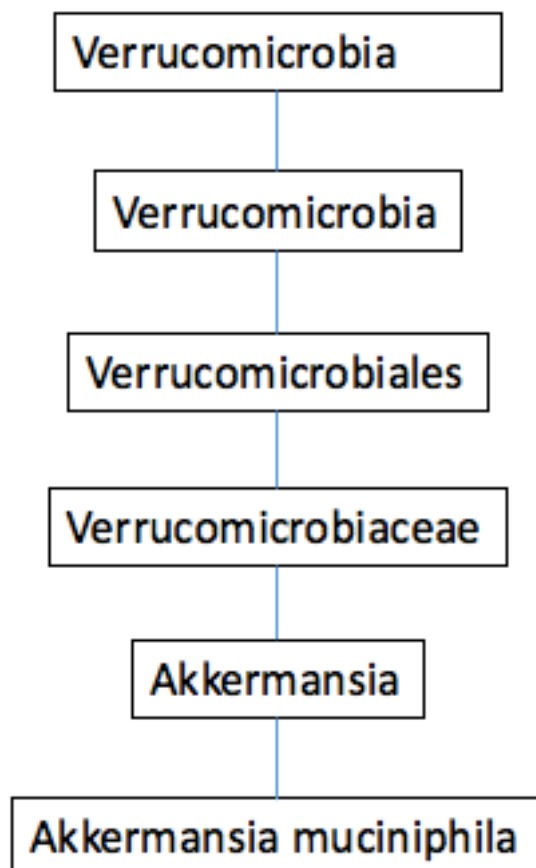 Verrucomicrobia
Verrucomicrobia
Verrucomicrobiales
Verrucomicrobiaceae
Akkermansia
Akkermansia muciniphila